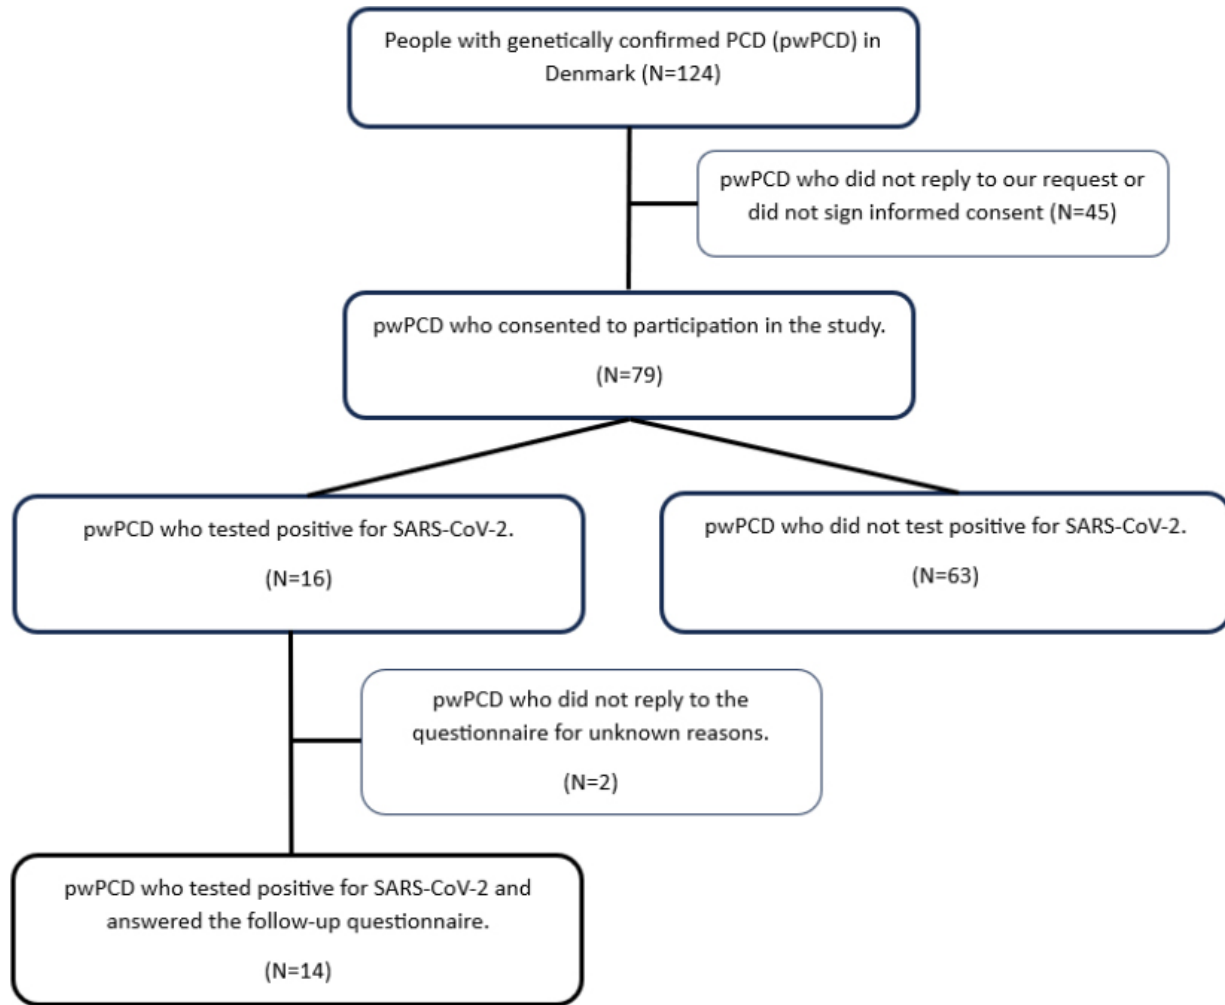 People with genetically confirmed PCD (pwPCD) in
Denmark (N=124)
pwPCD who did not reply to our request or
did not sign informed consent (N=45)
pwPCD who consented to participation in the study.
(N=79)
pwPCD who tested positive for SARS-CoV-2.
(N=16)
pwPCD who did not test positive for SARS-CoV-2.
(N=63)
pwPCD who did not reply to the
questionnaire for unknown reasons.
(N=2)
pwPCD who tested positive for SARS-CoV-2 and
answered the follow-up questionnaire.
(N=14)